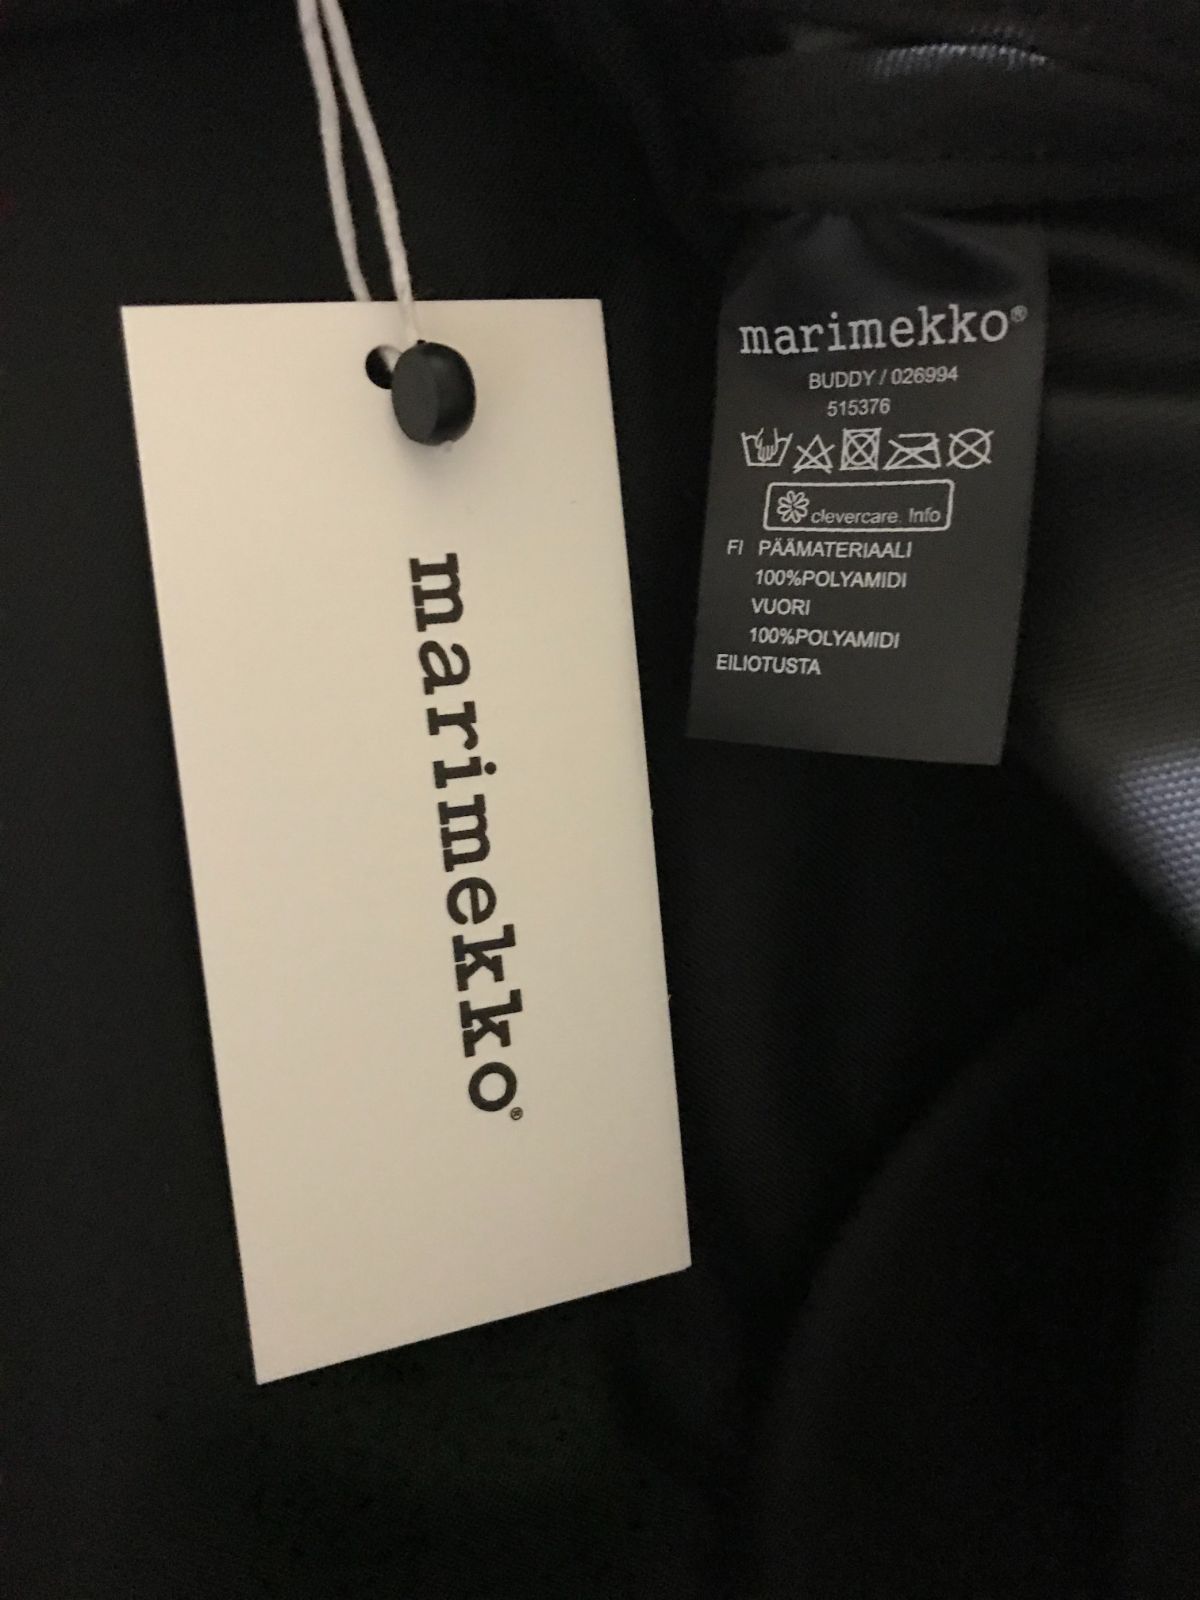 marimekko®
marimekko®
BUDDY / 026994
515376
clevercare. Info
FI PÄÄMATERIAALI
100%POLYAMIDI
VUORI
100%POLYAMIDI
EILIOTUSTA